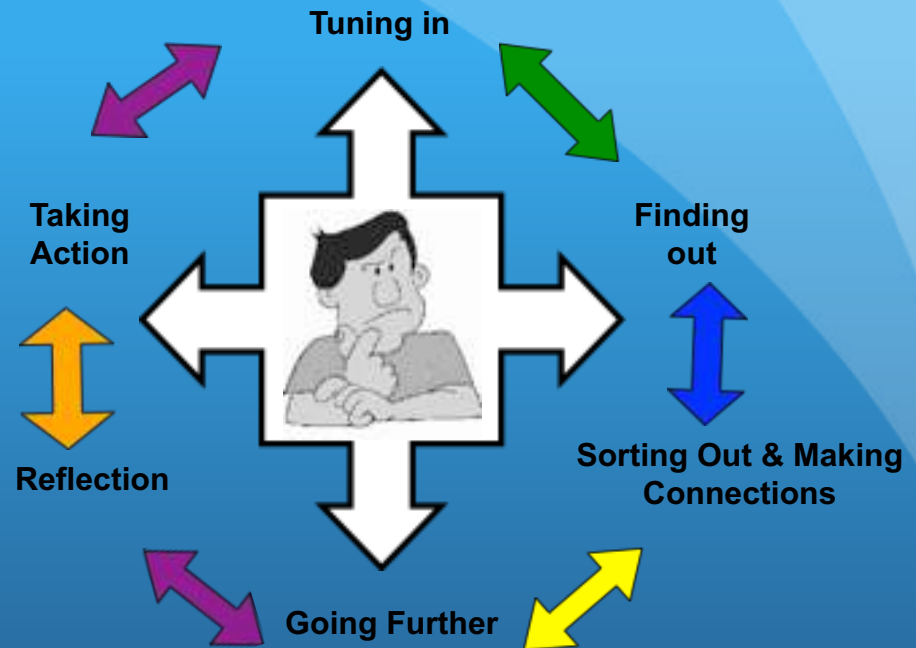 Tuning in
Taking
Action
Finding
out
Reflection
Sorting Out & Making
Connections
Going Further